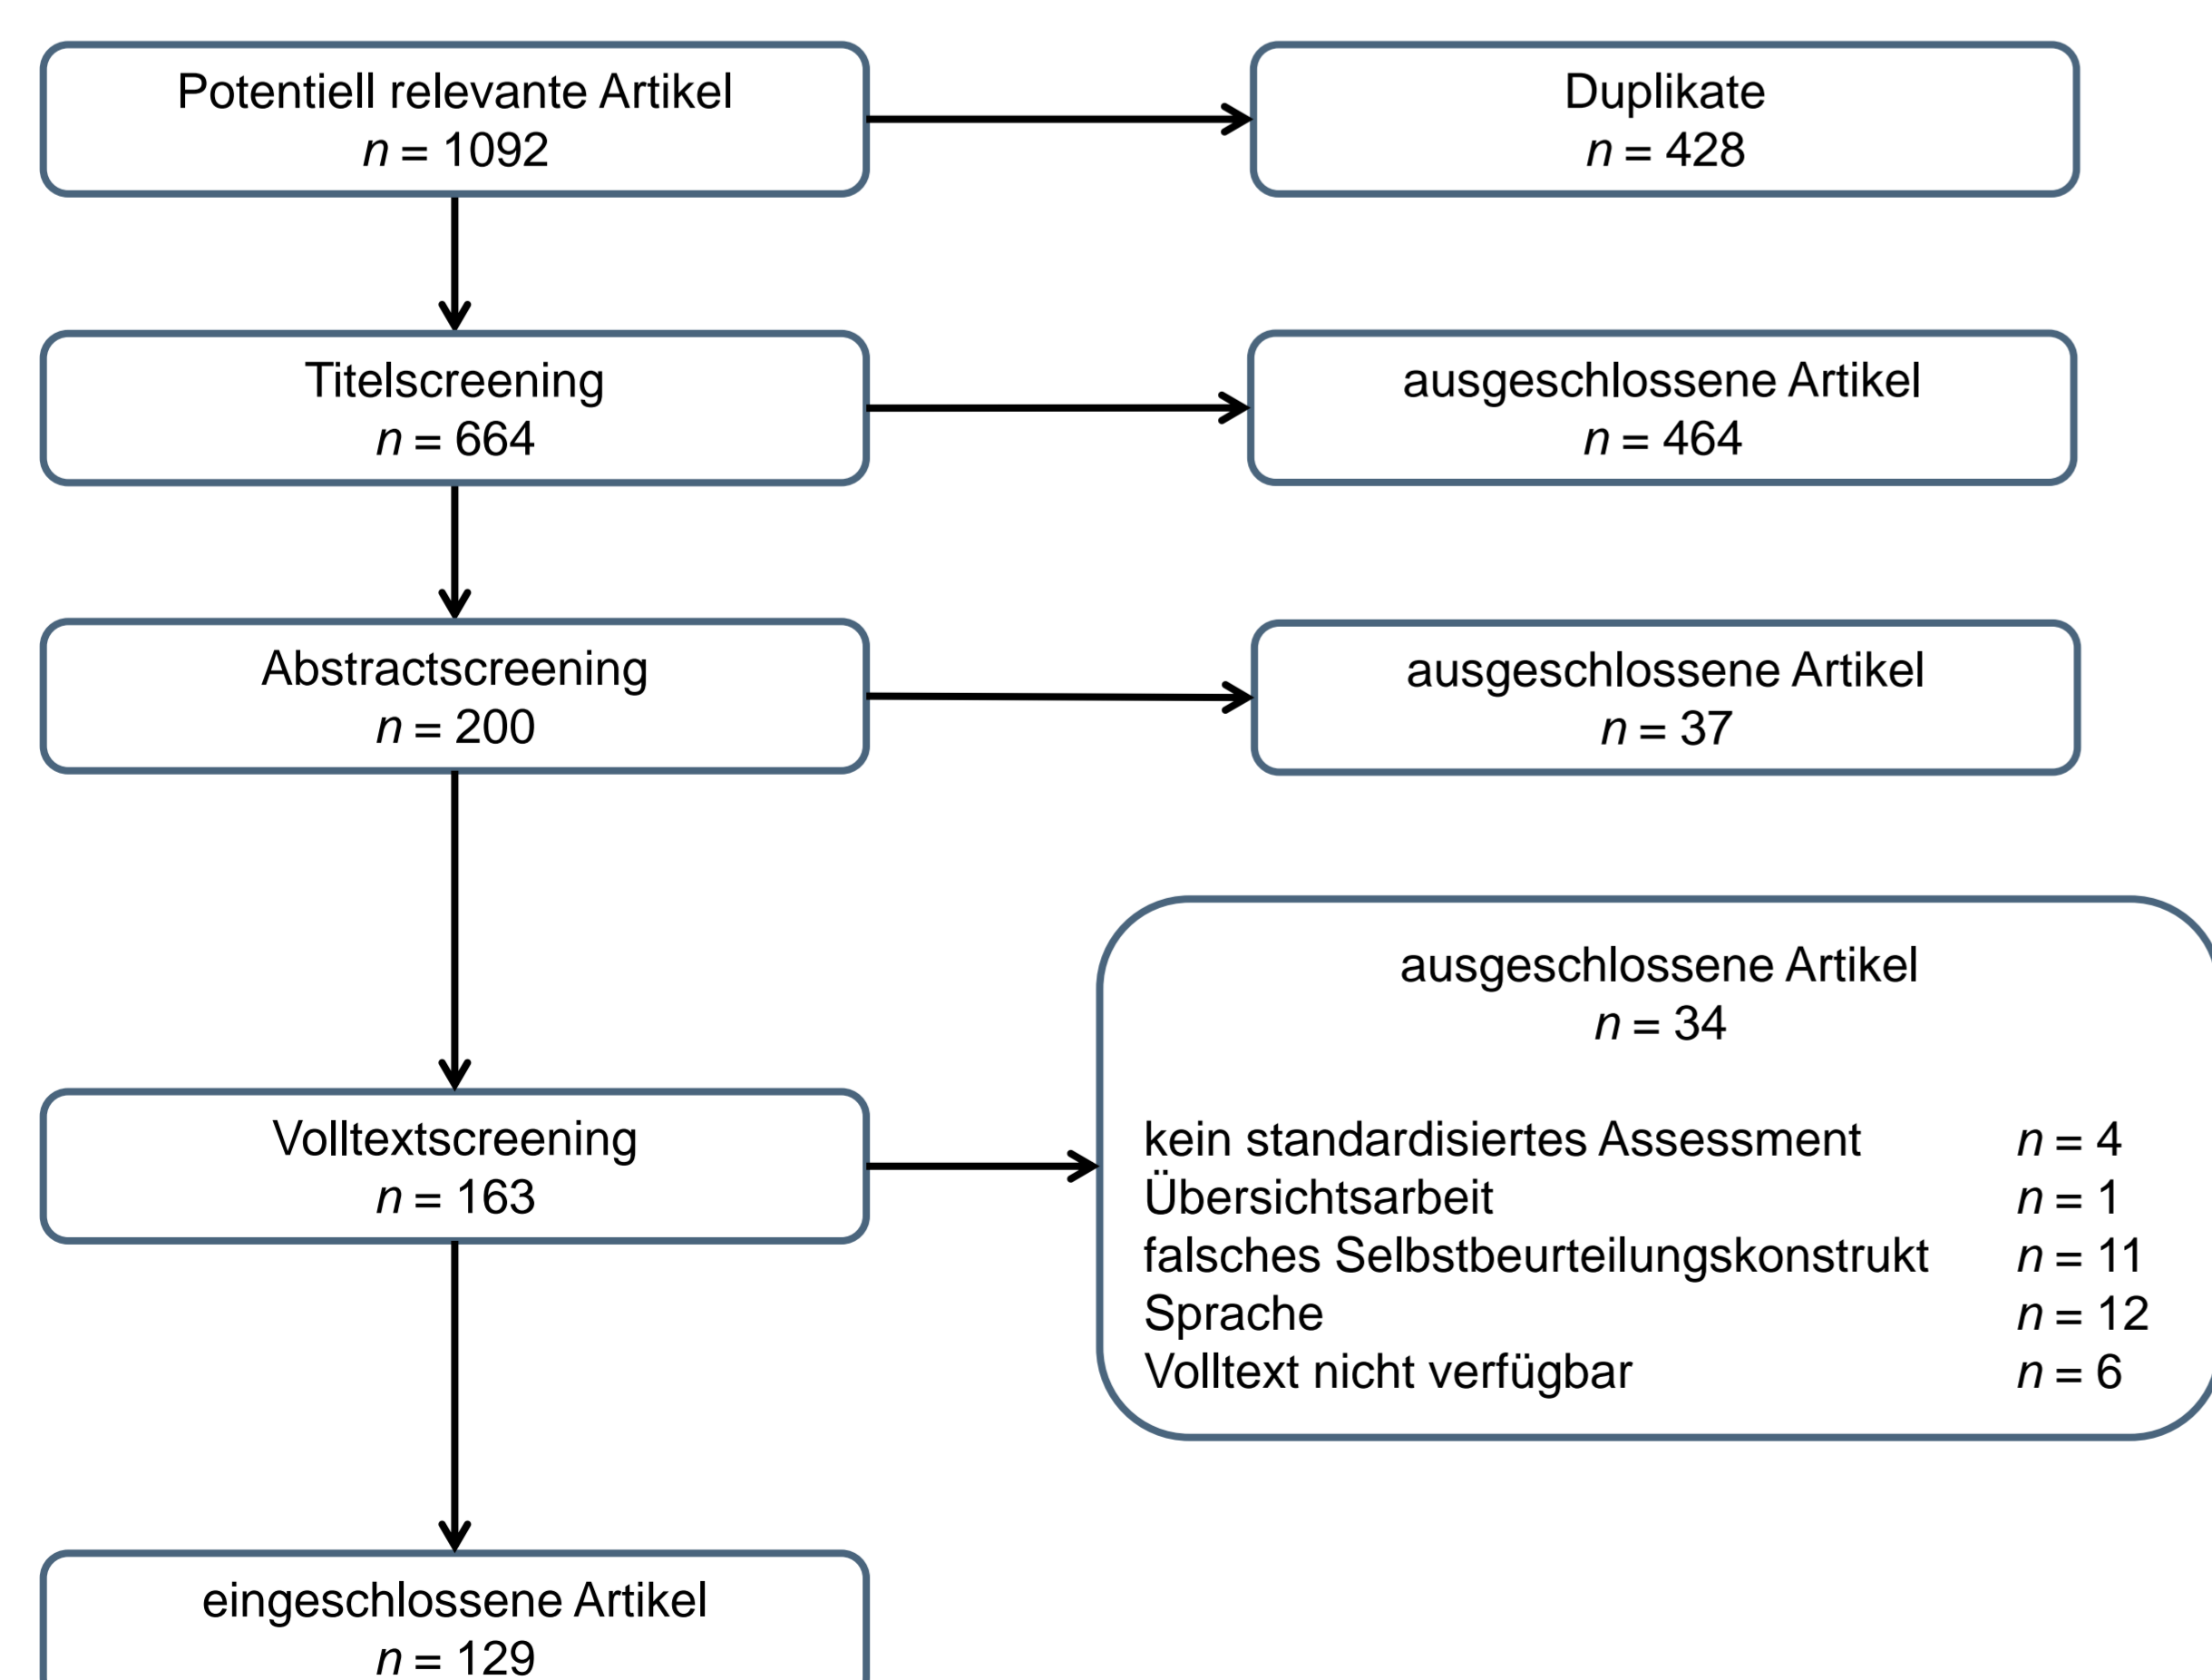 Potentiell relevante Artikel
n = 1092
Duplikate
n = 428
Titelscreening
n = 664
ausgeschlossene Artikel
n = 464
Abstractscreening
n = 200
ausgeschlossene Artikel
n = 37
Volltextscreening
n = 163
ausgeschlossene Artikel
n = 34
kein standardisiertes Assessment n = 4
Übersichtsarbeit n = 1
falsches Selbstbeurteilungskonstrukt n = 11
Sprache n = 12
Volltext nicht verfügbar n = 6
eingeschlossene Artikel
n = 129